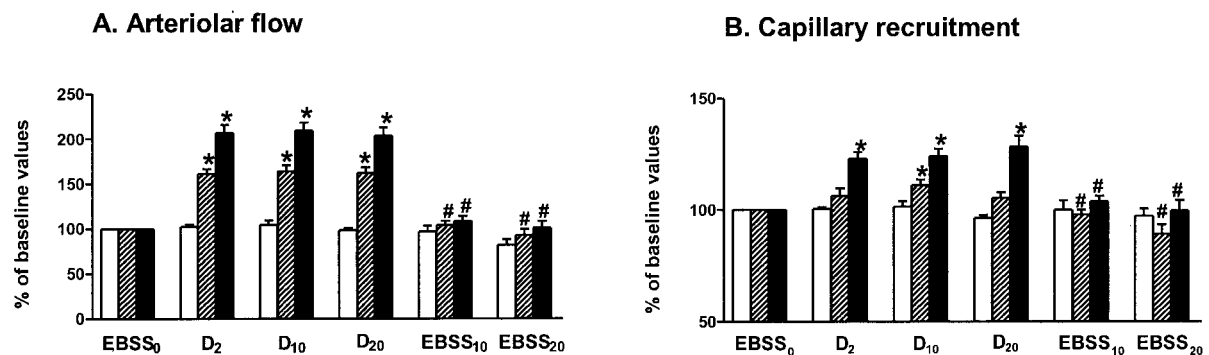 A. Arteriolar flow
% of baseline values
250
200
150
100
50
0
* * * * * *
# # # #
EBSS₀ D₂ D₁₀ D₂₀ EBSS₁₀ EBSS₂₀
B. Capillary recruitment
% of baseline values
150
100
50
* * * *
# # # #
EBSS₀ D₂ D₁₀ D₂₀ EBSS₁₀ EBSS₂₀